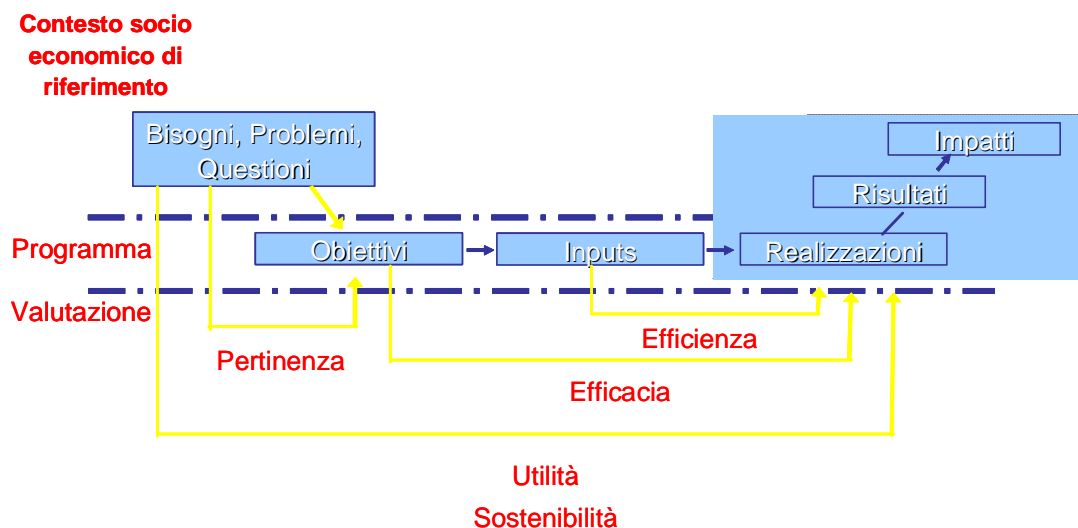 Contesto socio
economico di
riferimento
Bisogni, Problemi,
Questioni
Impatti
Risultati
Programma
Obiettivi
Inputs
Realizzazioni
Valutazione
Efficienza
Pertinenza
Efficacia
Utilità
Sostenibilità